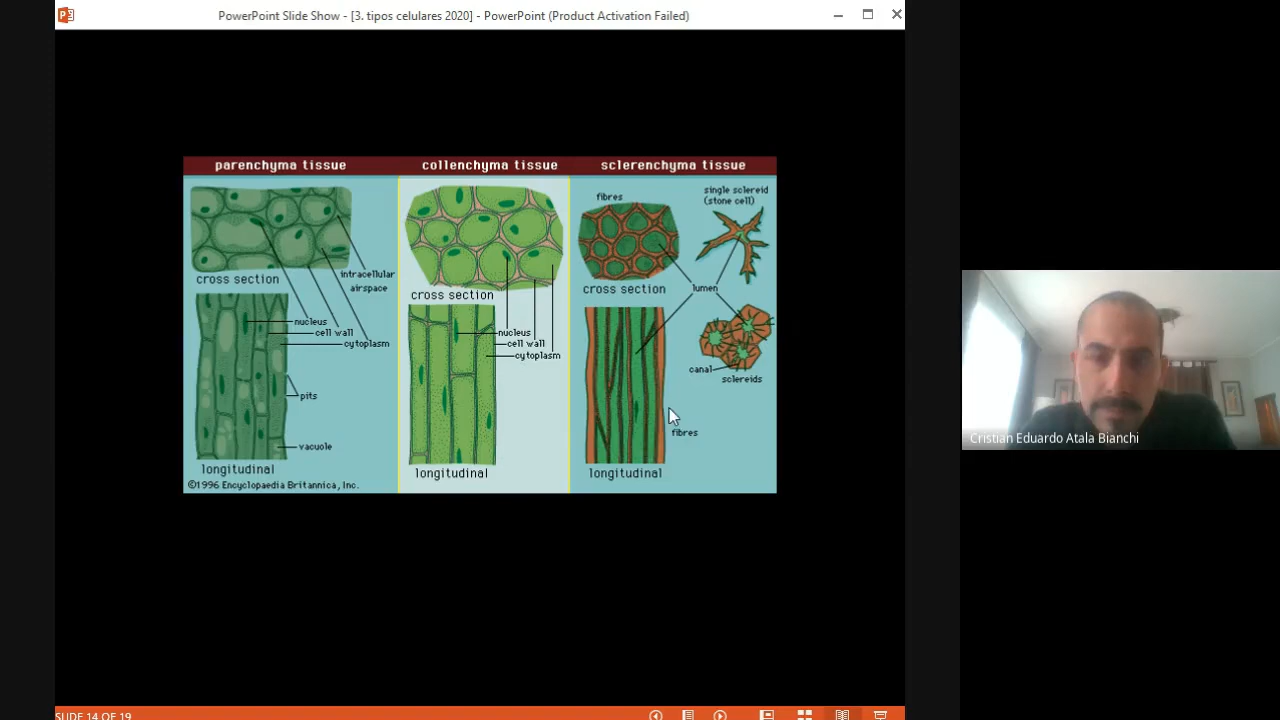 PowerPoint Slide Show - [3. tipos celulares 2020] - PowerPoint (Product Activation Failed)
parenchyma tissue
collenchyma tissue
sclerenchyma tissue
cross section
intracellular
airspace
nucleus
cell wall
cytoplasm
pits
vacuole
longitudinal
©1996 Encyclopaedia Britannica, Inc.
cross section
nucleus
cell wall
cytoplasm
longitudinal
fibres
single sclereid
(stone cell)
cross section
lumen
canal
sclereids
fibres
longitudinal
Cristian Eduardo Atala Bianchi
SLIDE 14 OF 19